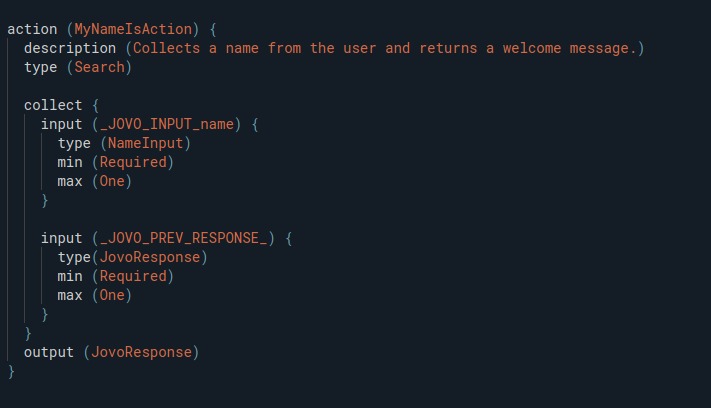 action (MyNameIsAction) {
  description (Collects a name from the user and returns a welcome message.)
  type (Search)
  collect {
    input (_JOVO_INPUT_name) {
      type (NameInput)
      min (Required)
      max (One)
    }
    input (_JOVO_PREV_RESPONSE_) {
      type(JovoResponse)
      min (Required)
      max (One)
    }
  }
  output (JovoResponse)
}